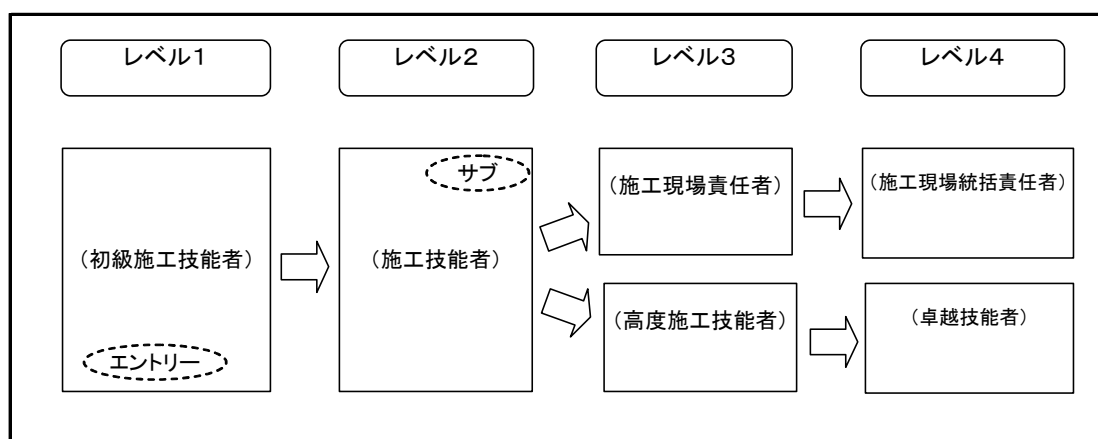 レベル1
レベル2
レベル3
レベル4
(初級施工技能者)
エントリー
サブ
(施工技能者)
(施工現場責任者)
(高度施工技能者)
(施工現場統括責任者)
(卓越技能者)